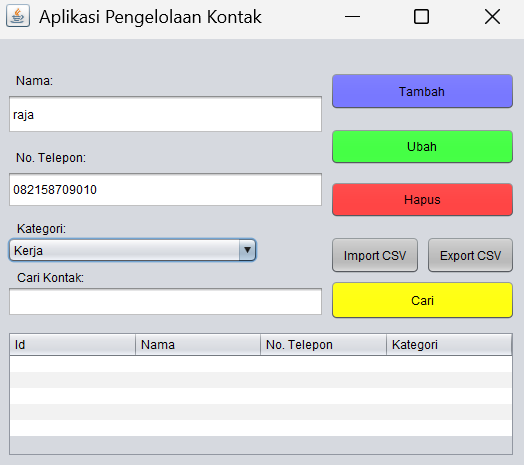 Aplikasi Pengelolaan Kontak
Nama:
raja
Tambah
Ubah
No. Telepon:
082158709010
Hapus
Kategori:
Kerja
Import CSV Export CSV
Cari Kontak:
Cari
Id Nama No. Telepon Kategori